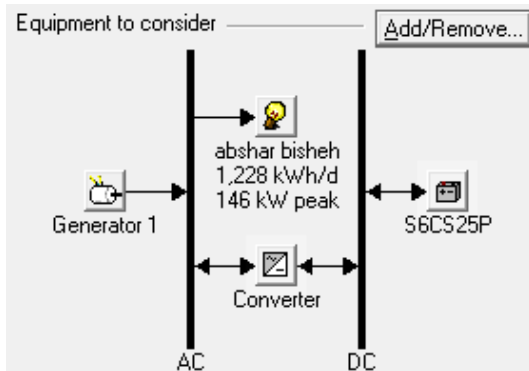 Equipment to consider
Add/Remove...
abshar bisheh
1,228 kWh/d
146 kW peak
Generator 1
S6CS25P
Converter
AC
DC